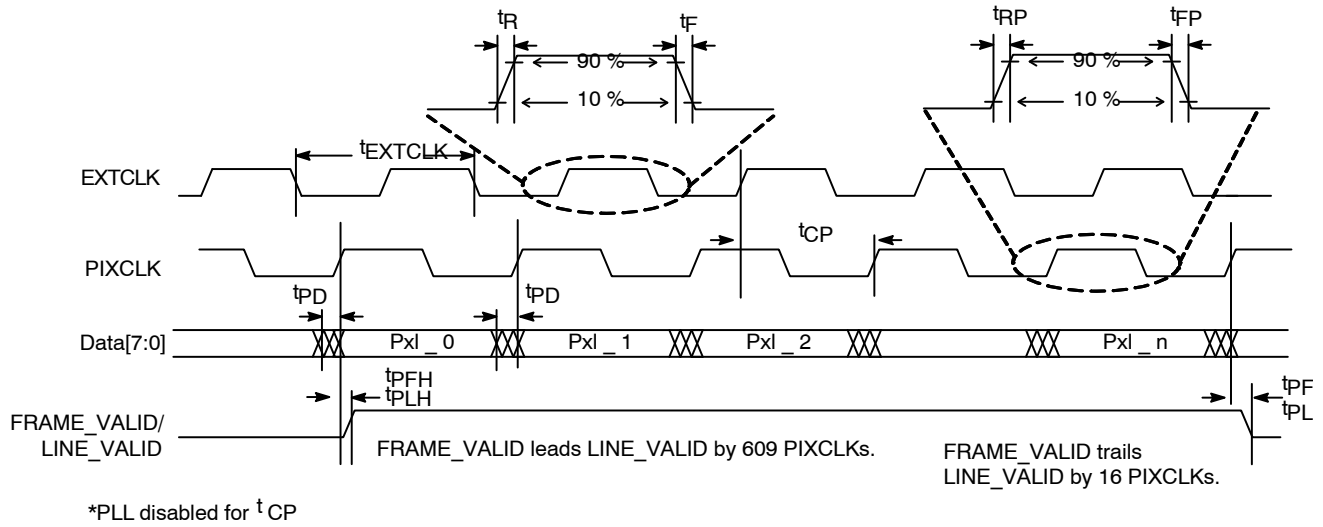 tR
tF
tRP
tFP
90 %
90 %
10 %
10 %
tEXTCLK
EXTCLK
tCP
PIXCLK
tPD
tPD
Data[7:0]
Pxl _ 0
Pxl _ 1
Pxl _ 2
Pxl _ n
tPFH
tPLH
tPF
tPL
FRAME_VALID/
LINE_VALID
FRAME_VALID leads LINE_VALID by 609 PIXCLKs.
FRAME_VALID trails
LINE_VALID by 16 PIXCLKs.
*PLL disabled for t CP